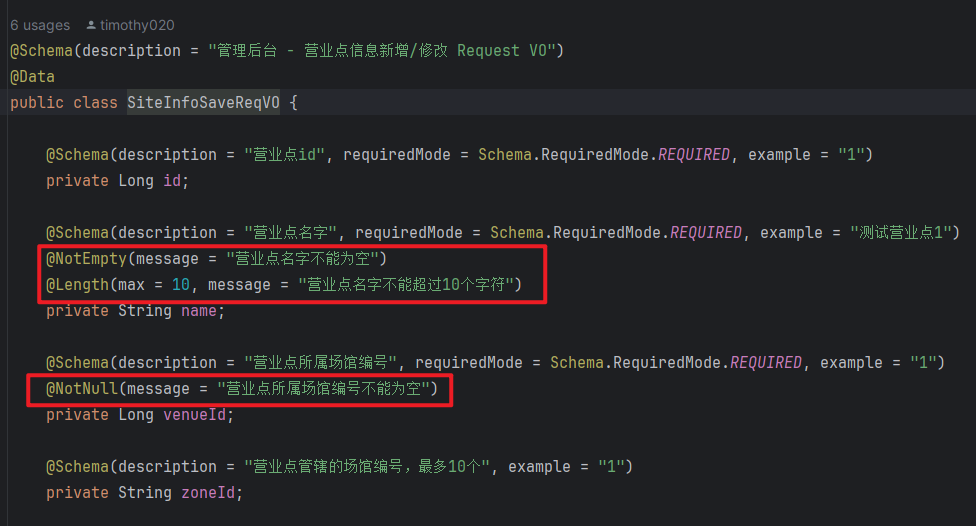 6 usages timothy020
@Schema(description = "管理后台 - 营业点信息新增/修改 Request VO")
@Data
public class SiteInfoSaveReqVO {
@Schema(description = "营业点id", requiredMode = Schema.RequiredMode.REQUIRED, example = "1")
private Long id;
@Schema(description = "营业点名字", requiredMode = Schema.RequiredMode.REQUIRED, example = "测试营业点1")
@NotEmpty(message = "营业点名字不能为空")
@Length(max = 10, message = "营业点名字不能超过10个字符")
private String name;
@Schema(description = "营业点所属场馆编号", requiredMode = Schema.RequiredMode.REQUIRED, example = "1")
@NotNull(message = "营业点所属场馆编号不能为空")
private Long venueId;
@Schema(description = "营业点管辖的场馆编号，最多10个", example = "1")
private String zoneId;